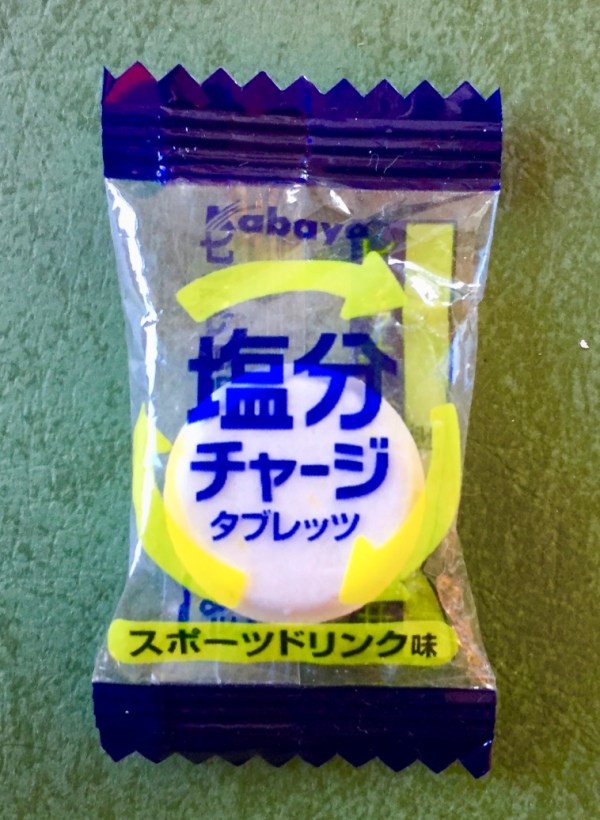 Kabaya
塩分
チャージ
タブレッツ
スポーツドリンク味